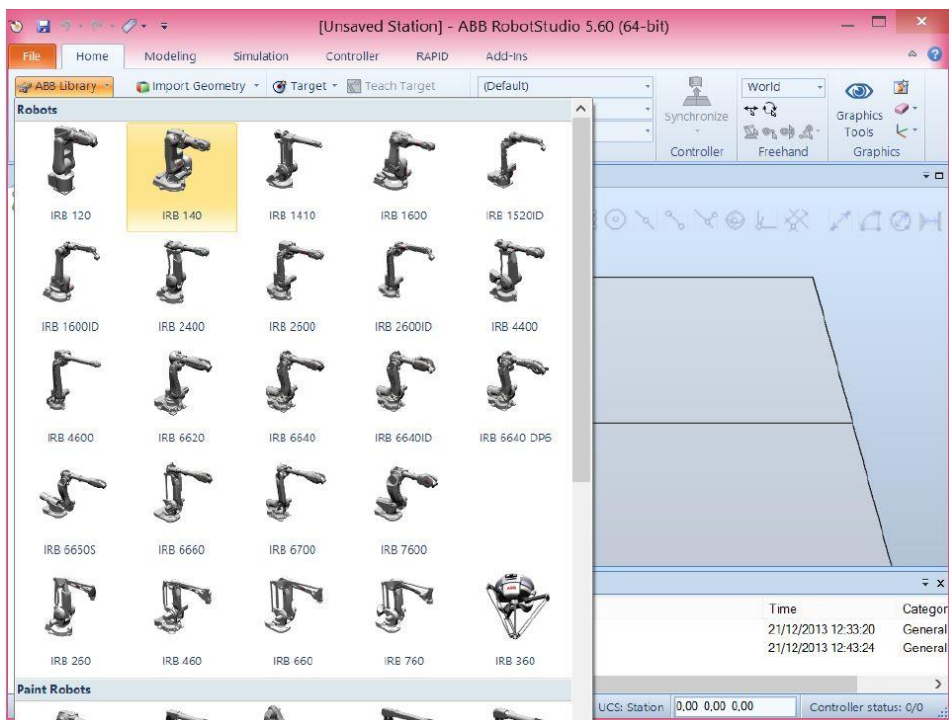 [Unsaved Station] - ABB RobotStudio 5.60 (64-bit)
File Home Modeling Simulation Controller RAPID Add-Ins
ABB Library Import Geometry Target Teach Target (Default) World
Synchronize Graphics Tools
Controller Freehand Graphics
Robots
IRB 120 IRB 140 IRB 1410 IRB 1600 IRB 1520ID
IRB 1600ID IRB 2400 IRB 2600 IRB 2600ID IRB 4400
IRB 4600 IRB 6620 IRB 6640 IRB 6640ID IRB 6640 DP6
IRB 6650S IRB 6660 IRB 6700 IRB 7600
IRB 260 IRB 460 IRB 660 IRB 760 IRB 360
Paint Robots
Time Categor
21/12/2013 12:33:20 General
21/12/2013 12:43:24 General
UCS: Station 0,00 0,00 0,00 Controller status: 0/0